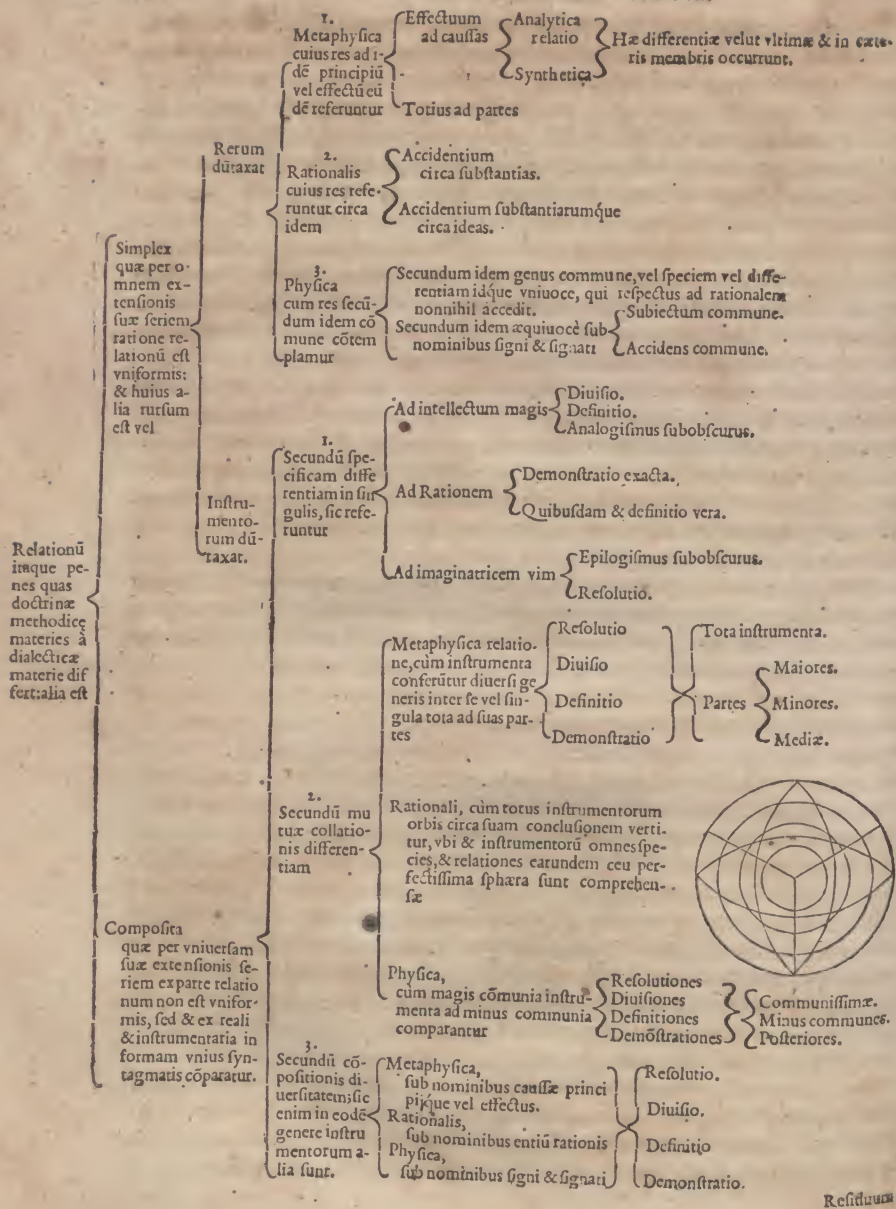 1.
Metaphyſica
cuius res ad i-
dē principiū
vel effectū eū
dē referuntur
Effectuum
ad cauſſas
Analytica
relatio
Synthetica
Hæ differentiæ velut vltimæ & in cæte-
ris membris occurrunt.
Totius ad partes
Rerum
dūtaxat
2.
Rationalis
cuius res refe-
runtur circa
idem
Accidentium
circa ſubſtantias.
Accidentium ſubſtantiarumque
circa ideas.
Simplex
quæ per o-
mnem ex-
tenſionis
ſuæ ſeriem
ratione re-
lationū eſt
vniformis:
& huius a-
lia rurſum
eſt vel
3.
Phyſica
cum res ſecū-
dum idem cō
mune cōtem
plamur
Secundum idem genus commune, vel ſpeciem vel diffe-
rentiam idque vniuoce, qui reſpectus ad rationalem
nonnihil accedit.
Secundum idem æquiuocè ſub
nominibus ſigni & ſignati
Subiectum commune.
Accidens commune.
Inſtru-
mento-
rum dū-
taxat.
1.
Secundū ſpe-
cificam diffe
rentiam in ſin
gulis, ſic refe-
runtur
Ad intellectum magis
Diuiſio.
Definitio.
Analogiſmus ſubobſcurus.
Ad Rationem
Demonſtratio exacta.
Quibuſdam & definitio vera.
Ad imaginatricem vim
Epilogiſmus ſubobſcurus.
Reſolutio.
Relationū
itaque pe-
nes quas
doctrinæ
methodicę
materies à
dialecticæ
materie dif
fert: alia eſt
2.
Secundū mu
tuæ collatio-
nis differen-
tiam
Metaphyſica relatio-
ne, cùm inſtrumenta
conferūtur diuerſi ge
neris inter ſe vel ſin-
gula tota ad ſuas par-
tes
Reſolutio
Diuiſio
Definitio
Demonſtratio
Tota inſtrumenta.
Partes
Maiores.
Minores.
Mediæ.
Rationali, cùm totus inſtrumentorum
orbis circa ſuam concluſionem verti-
tur, vbi & inſtrumentorū omnes ſpe-
cies, & relationes earundem ceu per-
fectiſſima ſphæra ſunt comprehen-
ſæ
Phyſica,
cùm magis cōmunia inſtru-
menta ad minus communia
comparantur
Reſolutiones
Diuiſiones
Definitiones
Demōſtrationes
Communiſſimæ.
Minus communes.
Poſteriores.
Compoſita
quæ per vniuerſam
ſuæ extenſionis ſe-
riem ex parte relatio
num non eſt vnifor-
mis, ſed & ex reali
& inſtrumentaria in
formam vnius ſyn-
tagmatis cōparatur.
3.
Secundū cō-
poſitionis di-
uerſitatem; ſic
enim in eodē
genere inſtru
mentorum a-
lia ſunt.
Metaphyſica,
ſub nominibus cauſſæ princi
pijque vel effectus.
Rationalis,
ſub nominibus entiū rationis
Phyſica,
ſub nominibus ſigni & ſignati
Reſolutio.
Diuiſio.
Definitio
Demonſtratio.
Reſiduum